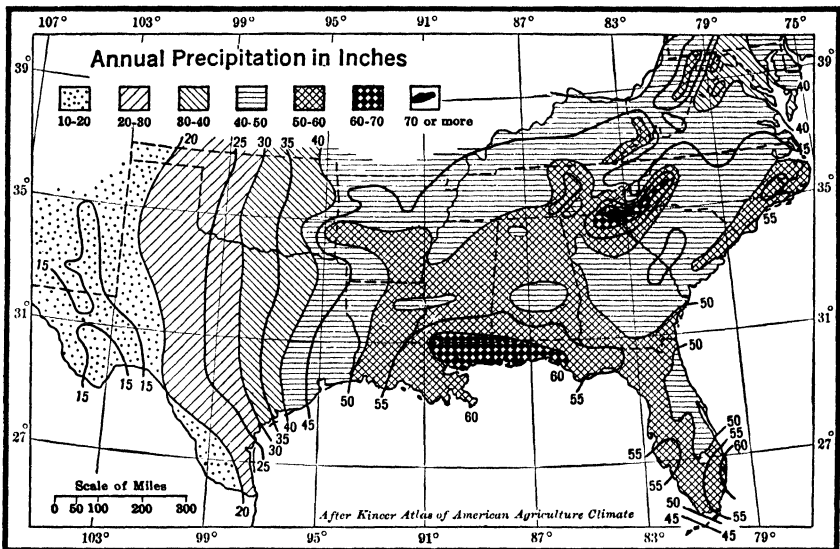 107° 103° 99° 95° 91° 87° 83° 79° 75°
Annual Precipitation in Inches
10-20 20-30 30-40 40-50 50-60 60-70 70 or more
39° 39°
40
20 25 30 35 40
40
45
35° 35°
55
15
50
31° 31°
50
15 15 15
50 55 60 55
60
45
40
35
30
25
27° 27°
50
55
60
55 55
Scale of Miles
0 50 100 200 300
20
50
45
55
45
After Kincer Atlas of American Agriculture Climate
103° 99° 95° 91° 87° 83° 79°